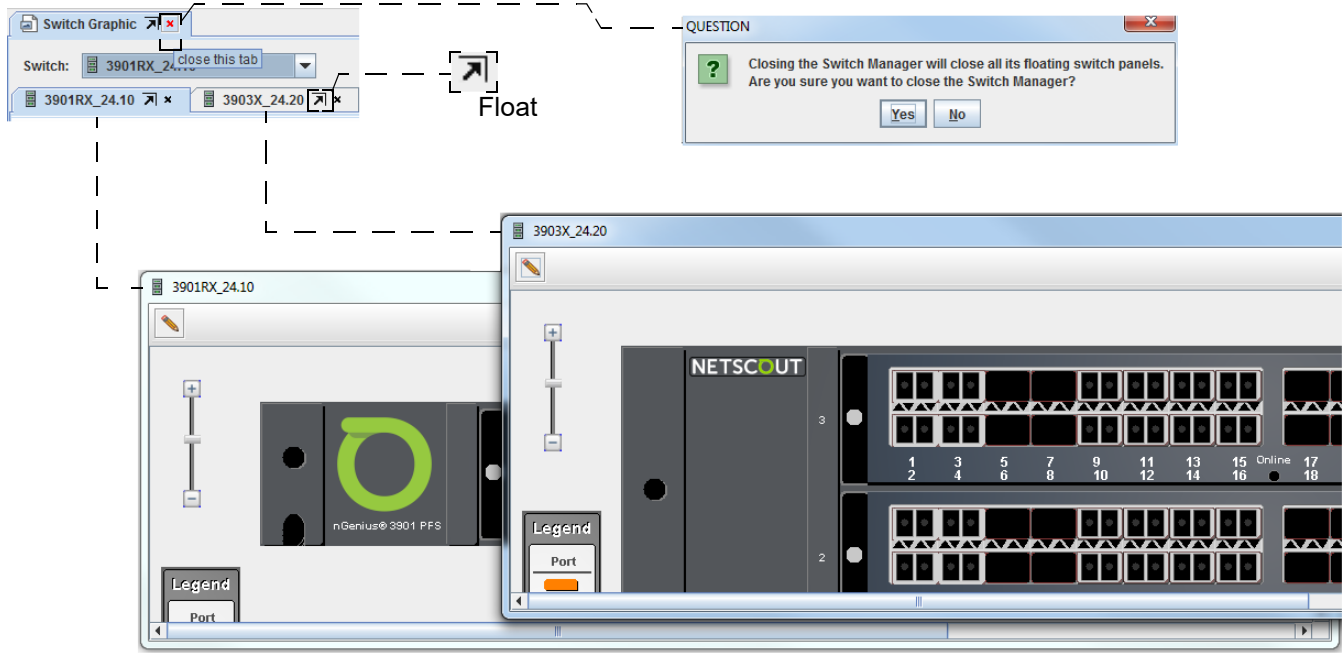 Switch Graphic
QUESTION
Closing the Switch Manager will close all its floating switch panels.
Are you sure you want to close the Switch Manager?
Yes No
close this tab
Switch: 3901RX_24.10
3901RX_24.10 3903X_24.20
Float
3903X_24.20
3901RX_24.10
NETSCOUT
3
1 3 5 7 9 11 13 15 Online 17
2 4 6 8 10 12 14 16 18
nGenius® 3901 PFS
Legend
Port
2
Legend
Port